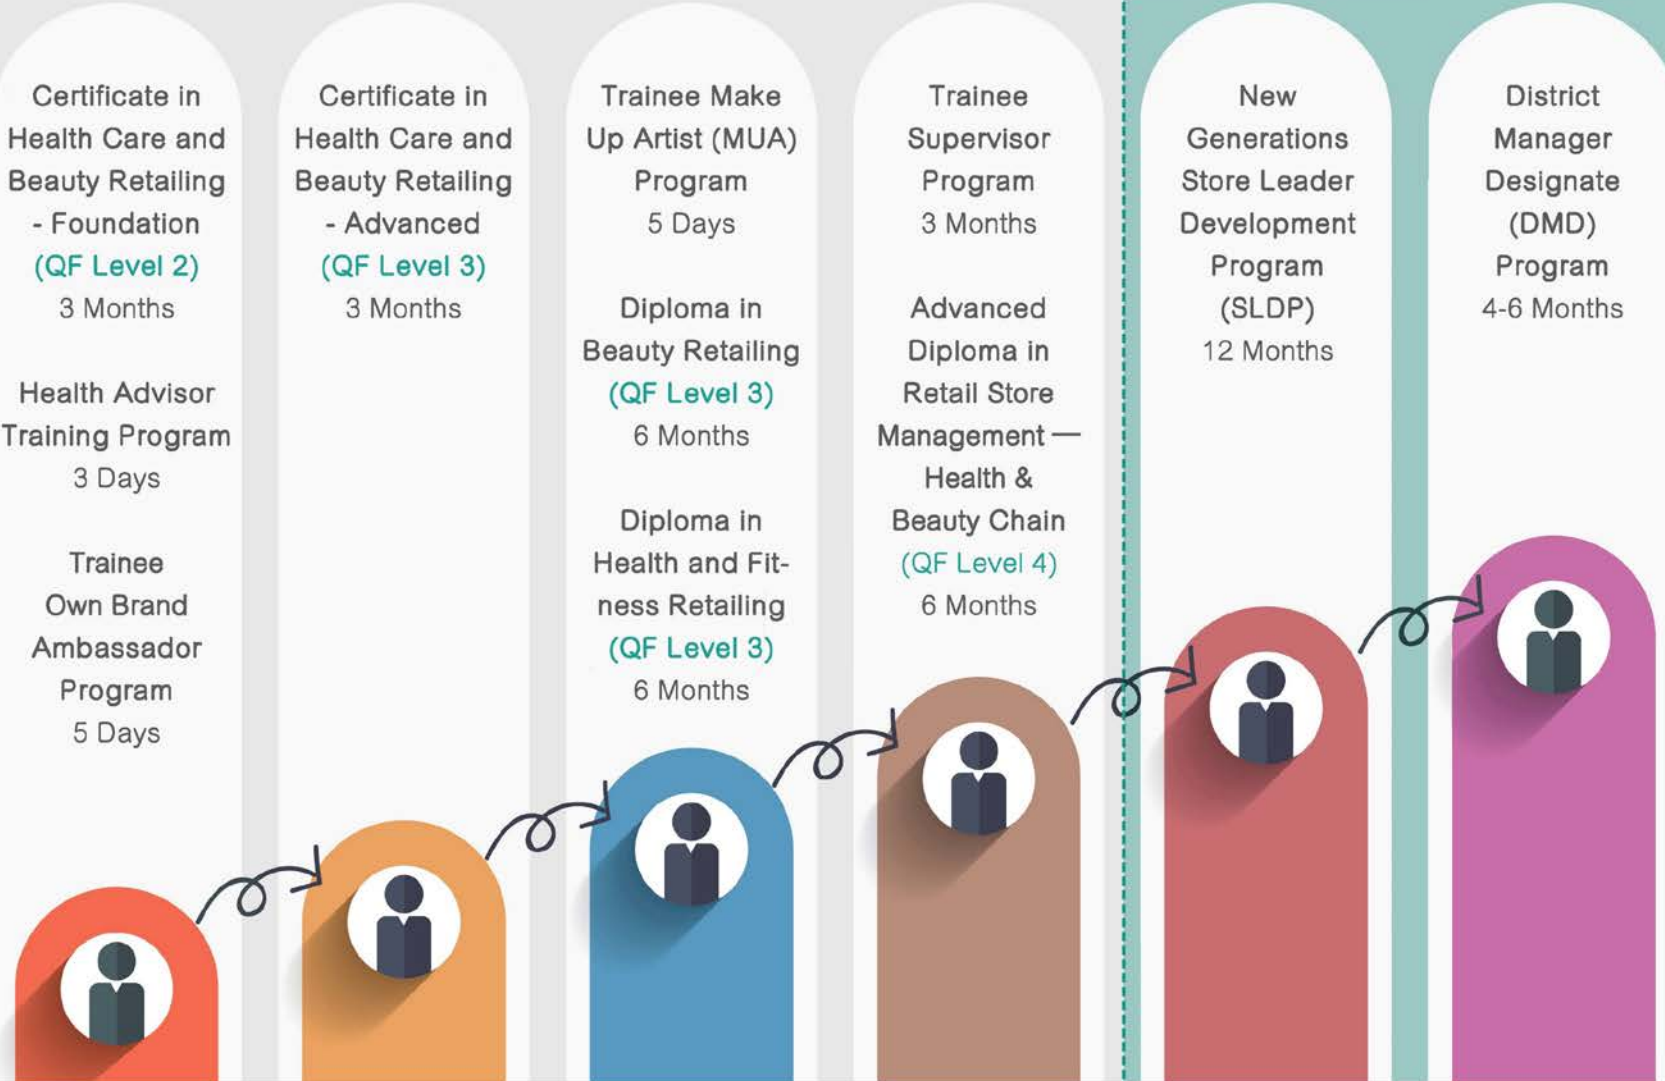 Certificate in
Health Care and
Beauty Retailing
- Foundation
(QF Level 2)
3 Months
Health Advisor
Training Program
3 Days
Trainee
Own Brand
Ambassador
Program
5 Days
Certificate in
Health Care and
Beauty Retailing
- Advanced
(QF Level 3)
3 Months
Trainee Make
Up Artist (MUA)
Program
5 Days
Diploma in
Beauty Retailing
(QF Level 3)
6 Months
Diploma in
Health and Fit-
ness Retailing
(QF Level 3)
6 Months
Trainee
Supervisor
Program
3 Months
Advanced
Diploma in
Retail Store
Management —
Health &
Beauty Chain
(QF Level 4)
6 Months
New
Generations
Store Leader
Development
Program
(SLDP)
12 Months
District
Manager
Designate
(DMD)
Program
4-6 Months